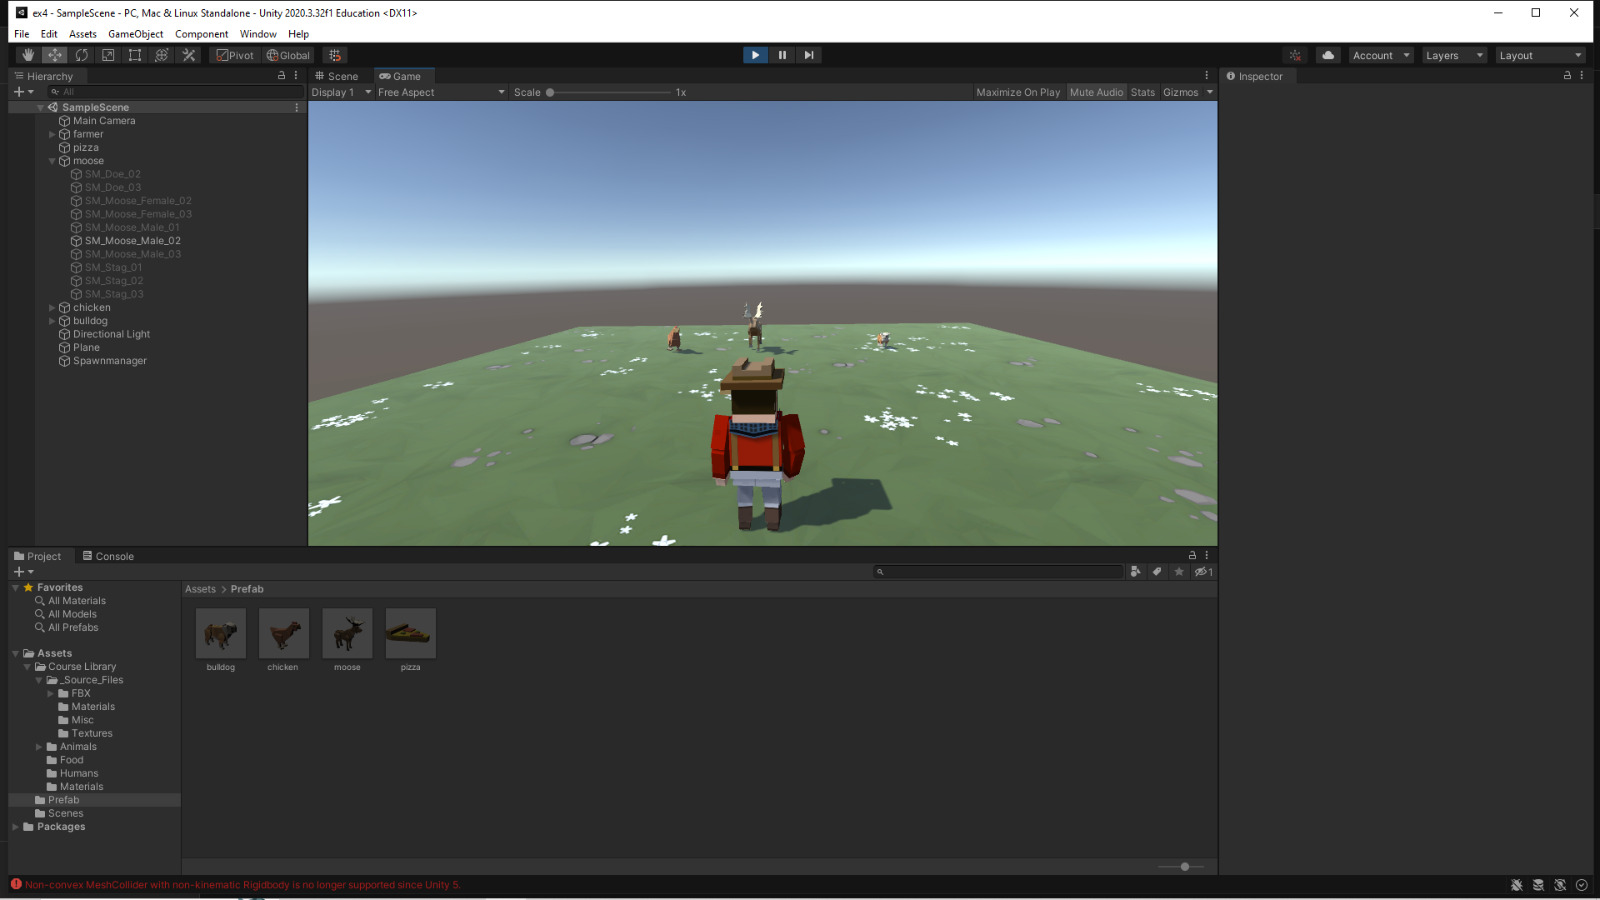 ex4 - SampleScene - PC, Mac & Linux Standalone - Unity 2020.3.32f1 Education <DX11>
File Edit Assets GameObject Component Window Help
Pivot Global Account Layers Layout
Hierarchy
All
SampleScene
Main Camera
farmer
pizza
moose
SM_Doe_02
SM_Doe_03
SM_Moose_Female_02
SM_Moose_Female_03
SM_Moose_Male_01
SM_Moose_Male_02
SM_Moose_Male_03
SM_Stag_01
SM_Stag_02
SM_Stag_03
chicken
bulldog
Directional Light
Plane
Spawnmanager
Scene Game
Display 1 Free Aspect Scale 1x Maximize On Play Mute Audio Stats Gizmos
Inspector
Project Console
1
Favorites
All Materials
All Models
All Prefabs
Assets
Course Library
_Source_Files
FBX
Materials
Misc
Textures
Animals
Food
Humans
Materials
Prefab
Scenes
Packages
Assets > Prefab
bulldog chicken moose pizza
Non-convex MeshCollider with non-kinematic Rigidbody is no longer supported since Unity 5.